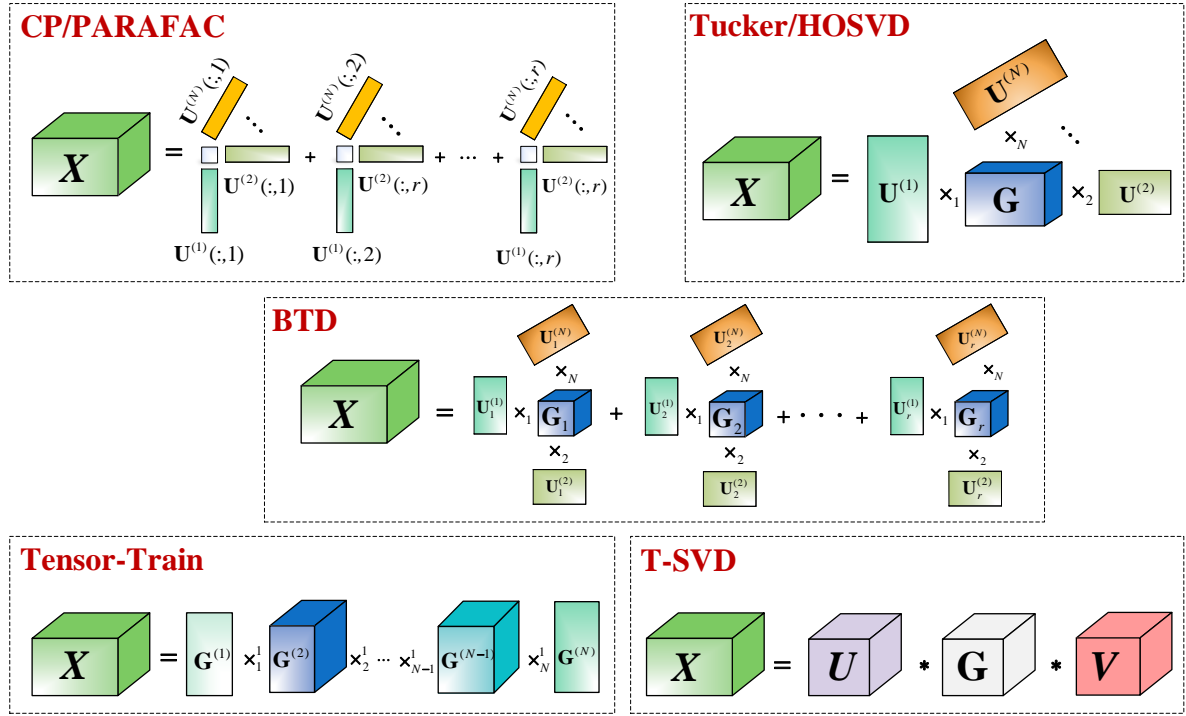 CP/PARAFAC
U^(N)(:,1) U^(N)(:,2) U^(N)(:,r)
X = ⋱ + ⋱ + ··· + ⋱
U^(2)(:,1) U^(2)(:,r) U^(2)(:,r)
U^(1)(:,1) U^(1)(:,2) U^(1)(:,r)
Tucker/HOSVD
U^(N)
×_N ⋱
X = U^(1) ×_1 G ×_2 U^(2)
BTD
U_1^(N) U_2^(N) U_r^(N)
×_N ×_N ×_N
X = U_1^(1) ×_1 G_1 + U_2^(1) ×_1 G_2 + · · · + U_r^(1) ×_1 G_r
×_2 ×_2 ×_2
U_1^(2) U_2^(2) U_r^(2)
Tensor-Train
X = G^(1) ×_1^1 G^(2) ×_2^1 ··· ×_{N-1}^1 G^(N-1) ×_N^1 G^(N)
T-SVD
X = U * G * V